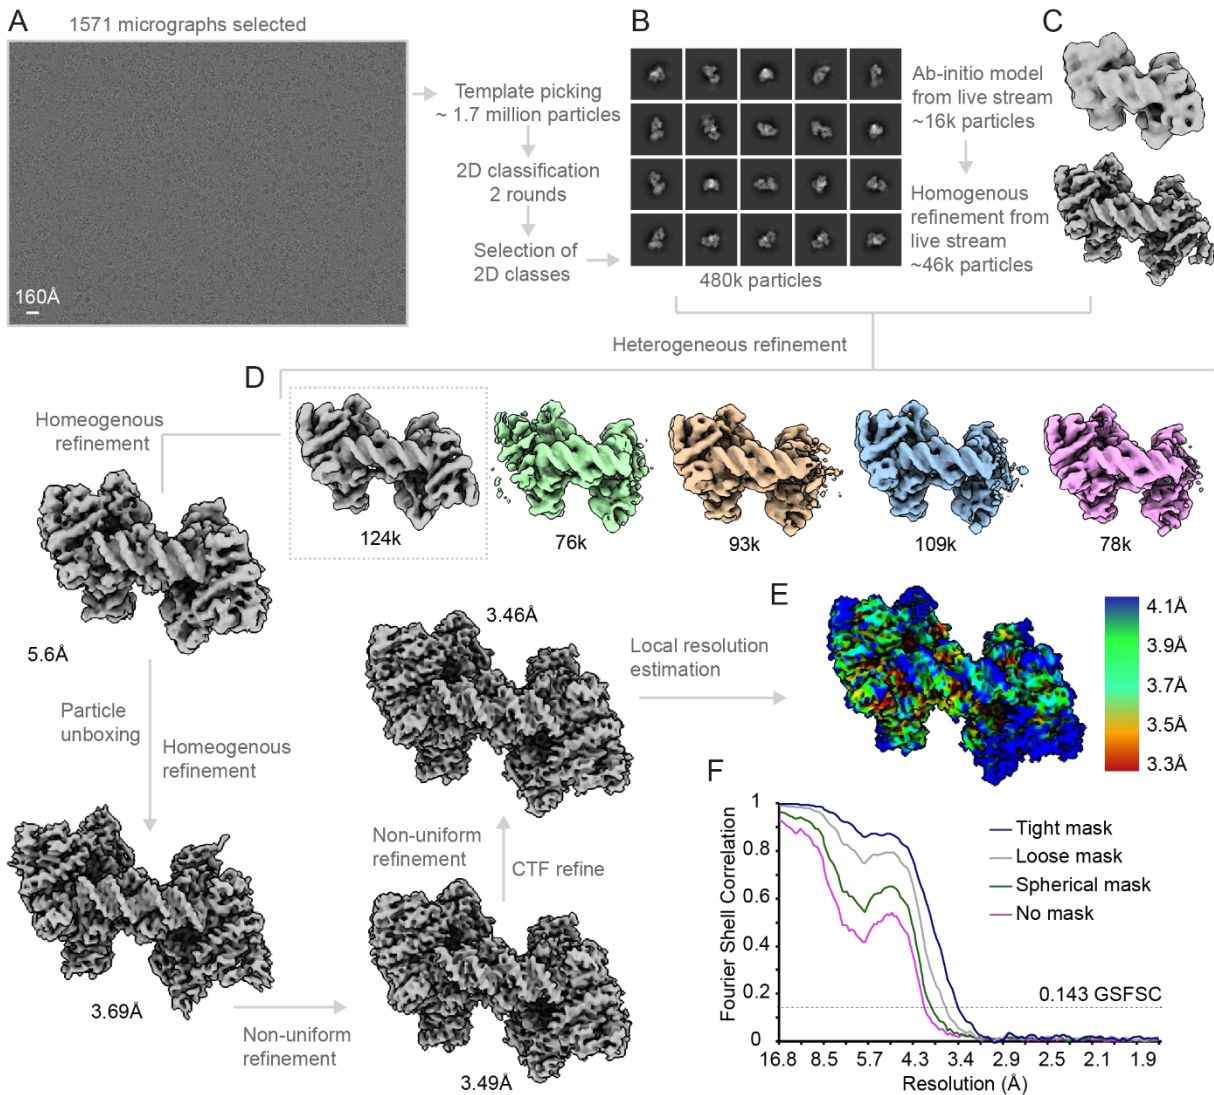 A
1571 micrographs selected
160Å
Template picking
~ 1.7 million particles
2D classification
2 rounds
Selection of
2D classes
B
480k particles
Ab-initio model
from live stream
~16k particles
Homogenous
refinement from
live stream
~46k particles
C
Heterogeneous refinement
D
124k
76k
93k
109k
78k
Homeogenous
refinement
5.6Å
Particle
unboxing
Homeogenous
refinement
3.69Å
Non-uniform
refinement
3.49Å
Non-uniform
refinement
CTF refine
3.46Å
Local resolution
estimation
E
4.1Å
3.9Å
3.7Å
3.5Å
3.3Å
F
Fourier Shell Correlation
1
0.8
0.6
0.4
0.2
0
Tight mask
Loose mask
Spherical mask
No mask
0.143 GSFSC
16.8 8.5 5.7 4.3 3.4 2.9 2.5 2.1 1.9
Resolution (Å)